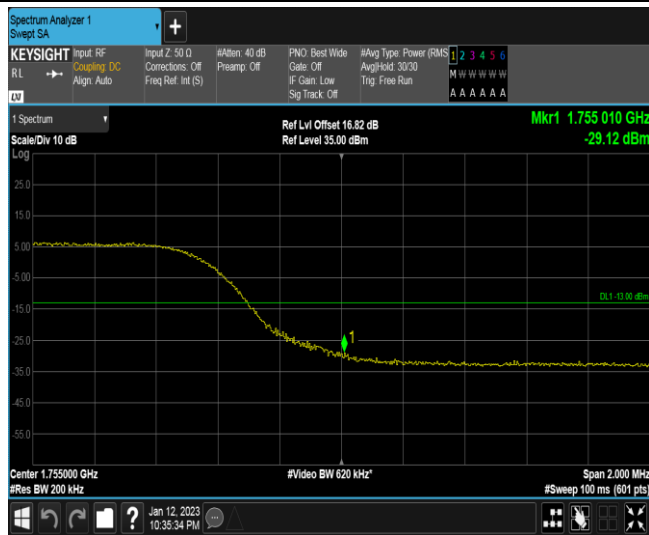 Spectrum Analyzer 1
Swept SA
+
KEYSIGHT
RL
Input: RF
Coupling: DC
Align: Auto
Input Z: 50 Ω
Corrections: Off
Freq Ref: Int (S)
#Atten: 40 dB
Preamp: Off
PNO: Best Wide
Gate: Off
IF Gain: Low
Sig Track: Off
#Avg Type: Power (RMS
Avg|Hold: 30/30
Trig: Free Run
1 2 3 4 5 6
M W W W W W
A A A A A A
LXI
1 Spectrum
Scale/Div 10 dB
Log
Ref Lvl Offset 16.82 dB
Ref Level 35.00 dBm
Mkr1 1.755 010 GHz
-29.12 dBm
25.0
15.0
5.00
-5.00
DL1 -13.00 dBm
-15.0
-25.0
1
-35.0
-45.0
-55.0
Center 1.755000 GHz
#Res BW 200 kHz
#Video BW 620 kHz*
Span 2.000 MHz
#Sweep 100 ms (601 pts)
?
Jan 12, 2023
10:35:34 PM